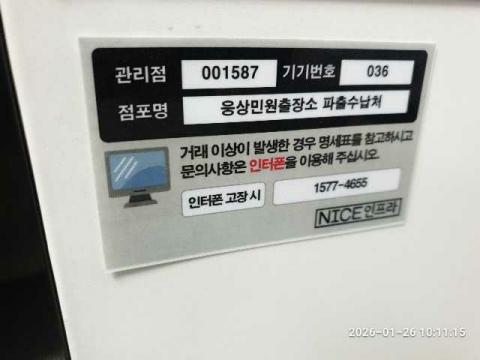 관리점 001587 기기번호 036
점포명 웅상민원출장소 파출수납처
거래 이상이 발생한 경우 명세표를 참고하시고
문의사항은 인터폰을 이용해 주십시오.
인터폰 고장 시 1577-4655
NICE인프라
2026-01-26 10:11:15